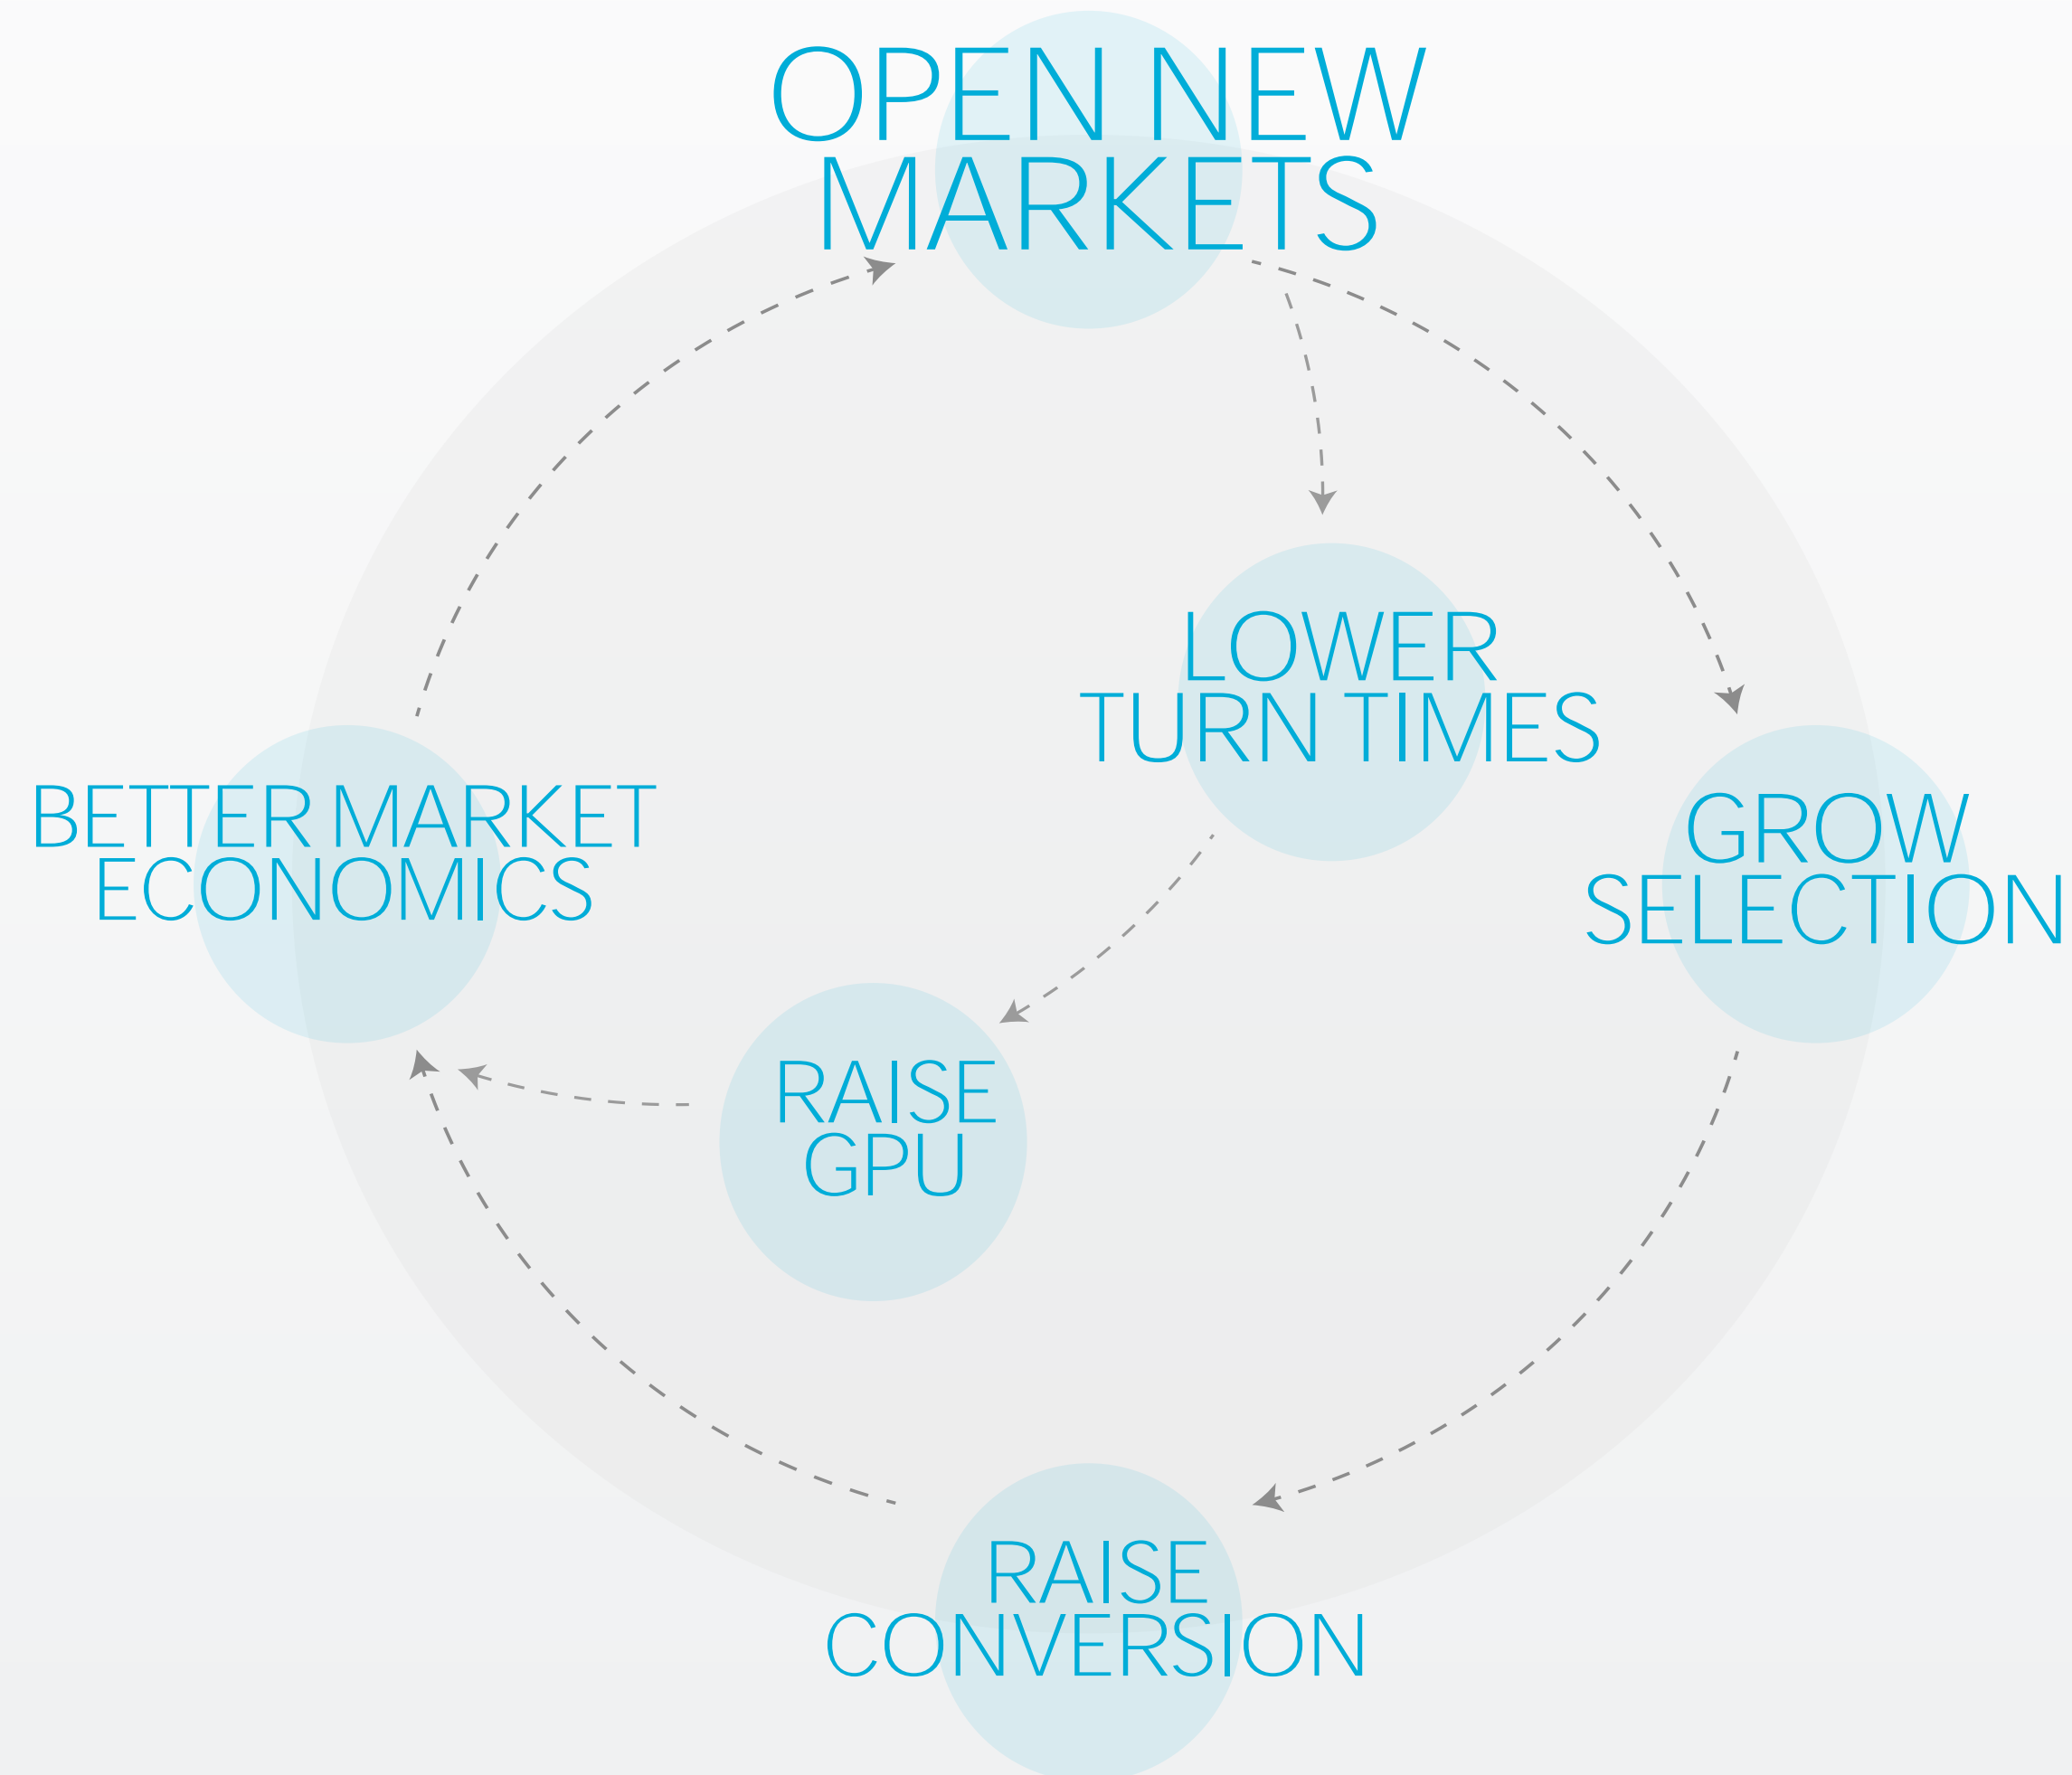 OPEN NEW
MARKETS
LOWER
TURN TIMES
GROW
SELECTION
BETTER MARKET
ECONOMICS
RAISE
GPU
RAISE
CONVERSION